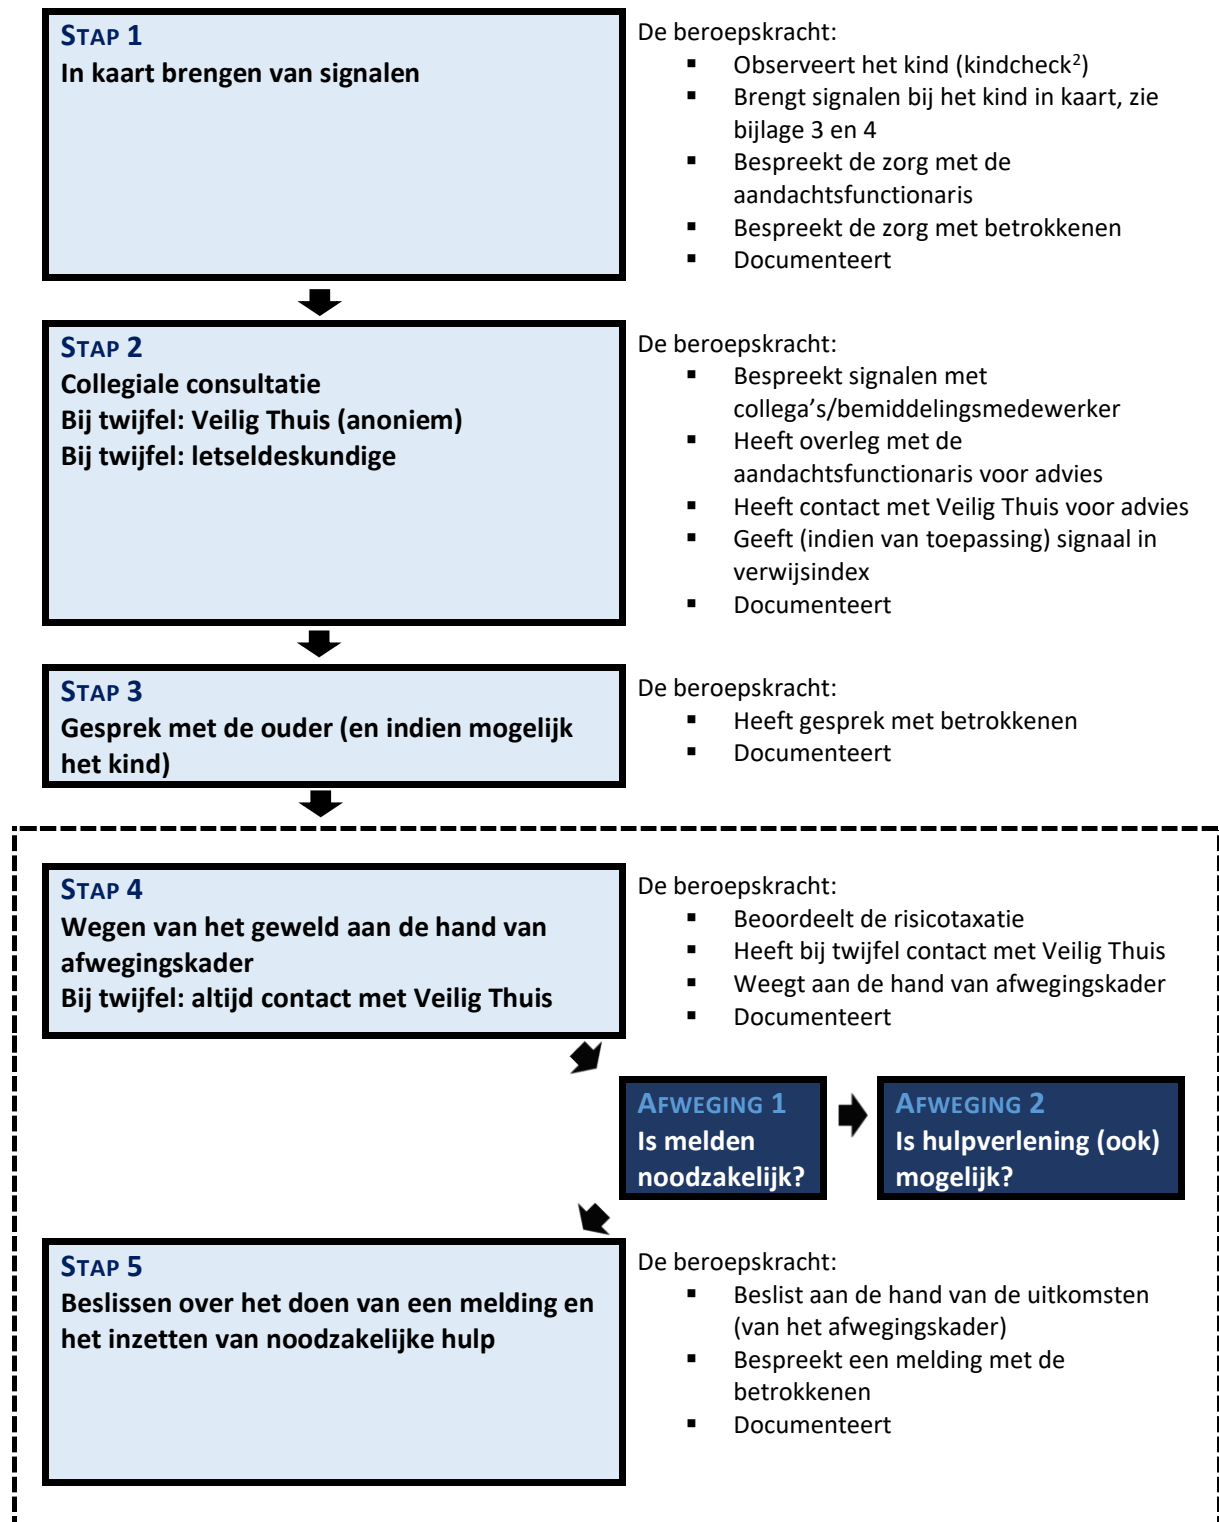 STAP 1
In kaart brengen van signalen
De beroepskracht:
▪ Observeert het kind (kindcheck²)
▪ Brengt signalen bij het kind in kaart, zie
bijlage 3 en 4
▪ Bespreekt de zorg met de
aandachtsfunctionaris
▪ Bespreekt de zorg met betrokkenen
▪ Documenteert
STAP 2
Collegiale consultatie
Bij twijfel: Veilig Thuis (anoniem)
Bij twijfel: letseldeskundige
De beroepskracht:
▪ Bespreekt signalen met
collega’s/bemiddelingsmedewerker
▪ Heeft overleg met de
aandachtsfunctionaris voor advies
▪ Heeft contact met Veilig Thuis voor advies
▪ Geeft (indien van toepassing) signaal in
verwijsindex
▪ Documenteert
STAP 3
Gesprek met de ouder (en indien mogelijk
het kind)
De beroepskracht:
▪ Heeft gesprek met betrokkenen
▪ Documenteert
STAP 4
Wegen van het geweld aan de hand van
afwegingskader
Bij twijfel: altijd contact met Veilig Thuis
De beroepskracht:
▪ Beoordeelt de risicotaxatie
▪ Heeft bij twijfel contact met Veilig Thuis
▪ Weegt aan de hand van afwegingskader
▪ Documenteert
AFWEGING 1
Is melden
noodzakelijk?
AFWEGING 2
Is hulpverlening (ook)
mogelijk?
STAP 5
Beslissen over het doen van een melding en
het inzetten van noodzakelijke hulp
De beroepskracht:
▪ Beslist aan de hand van de uitkomsten
(van het afwegingskader)
▪ Bespreekt een melding met de
betrokkenen
▪ Documenteert